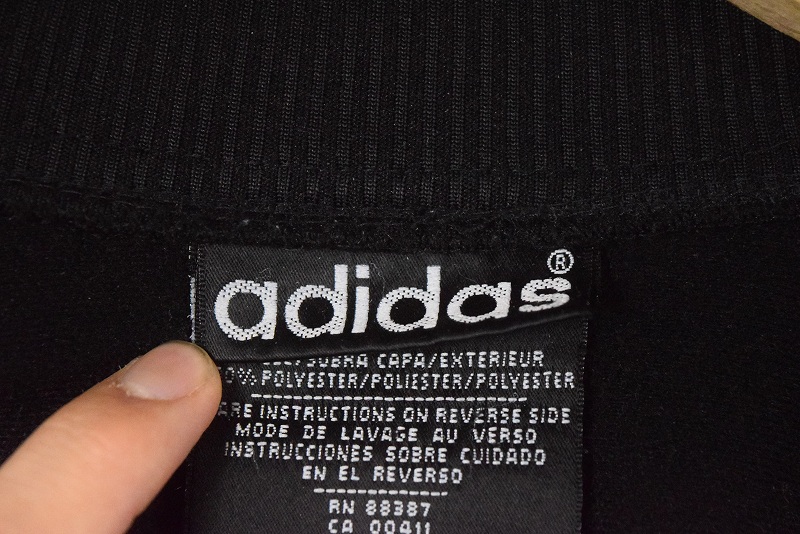 adidas®
/SOBRA CAPA/EXTERIEUR
0% POLYESTER/POLIESTER/POLYESTER
ARE INSTRUCTIONS ON REVERSE SIDE
MODE DE LAVAGE AU VERSO
INSTRUCCIONES SOBRE CUIDADO
EN EL REVERSO
RN 88387
CA 00411